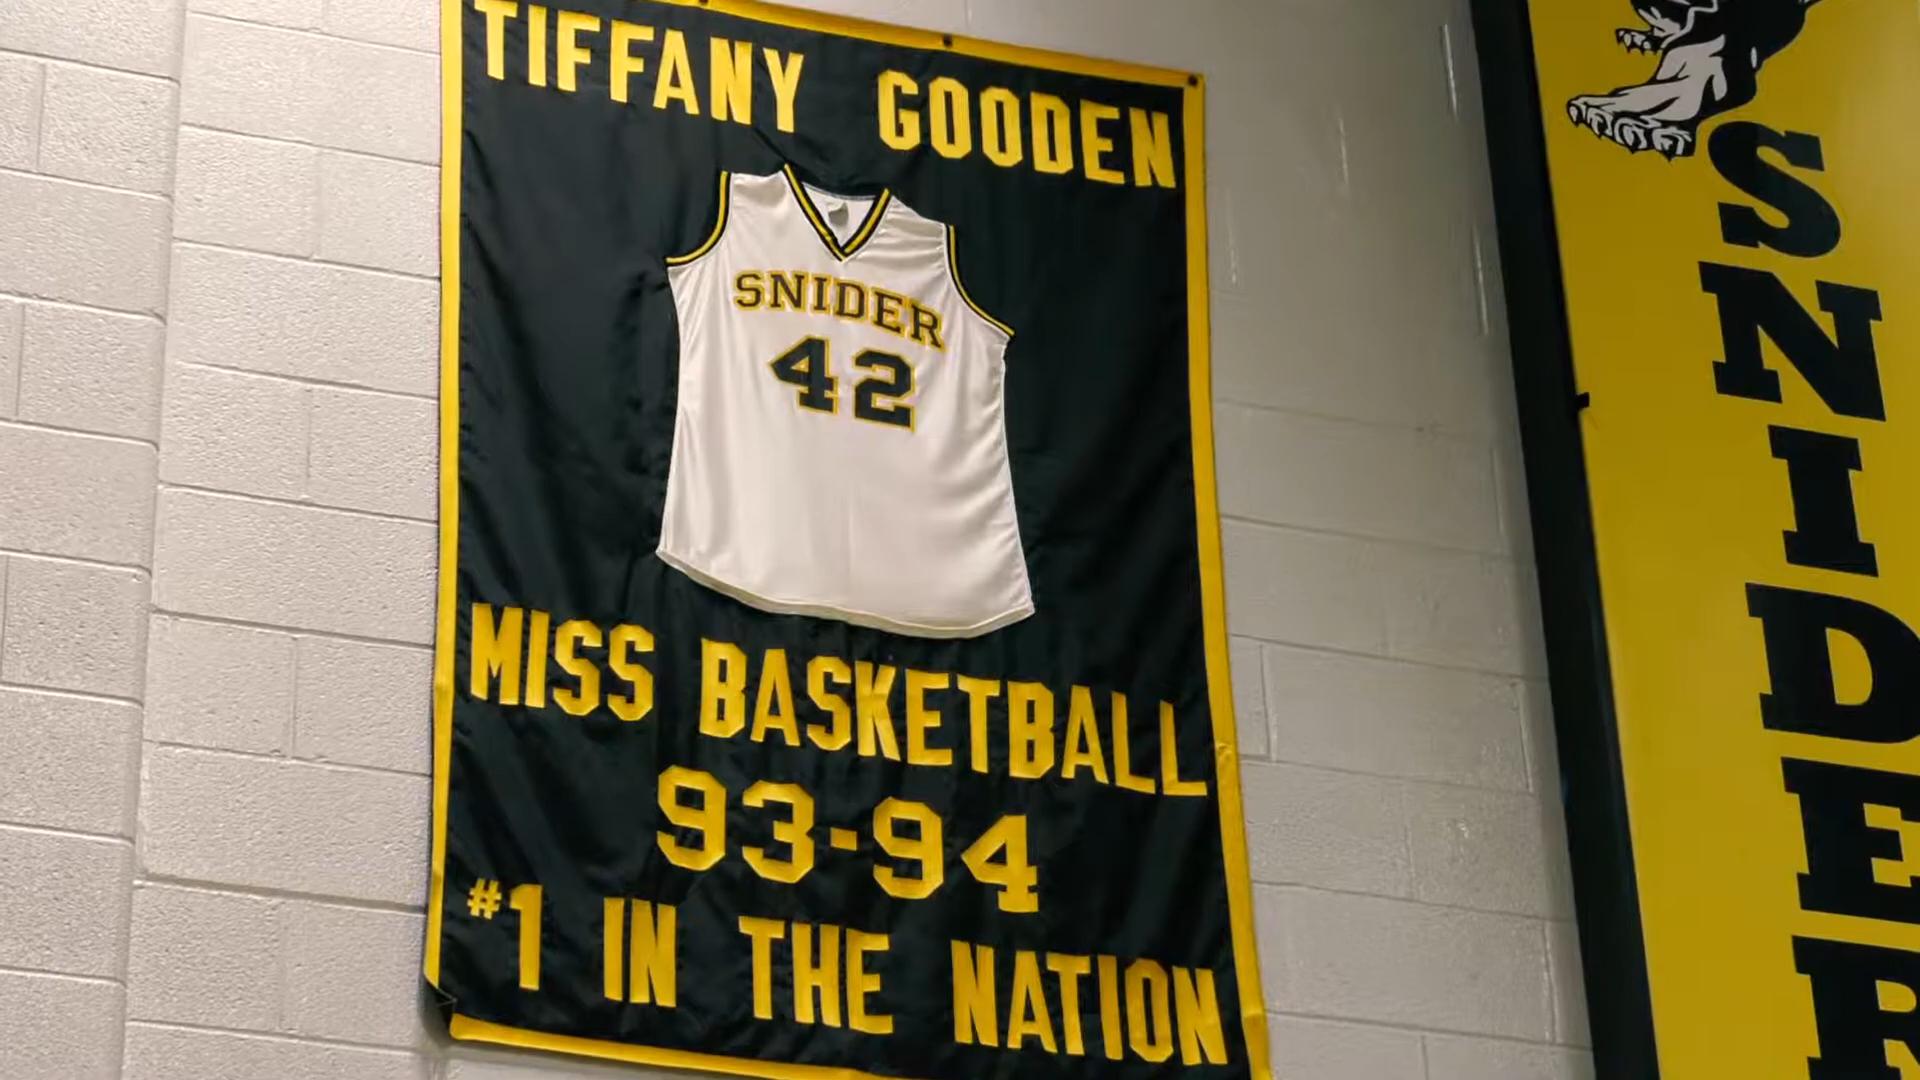 TIFFANY GOODEN
SNIDER
42
MISS BASKETBALL
93-94
#1 IN THE NATION
SNIDER